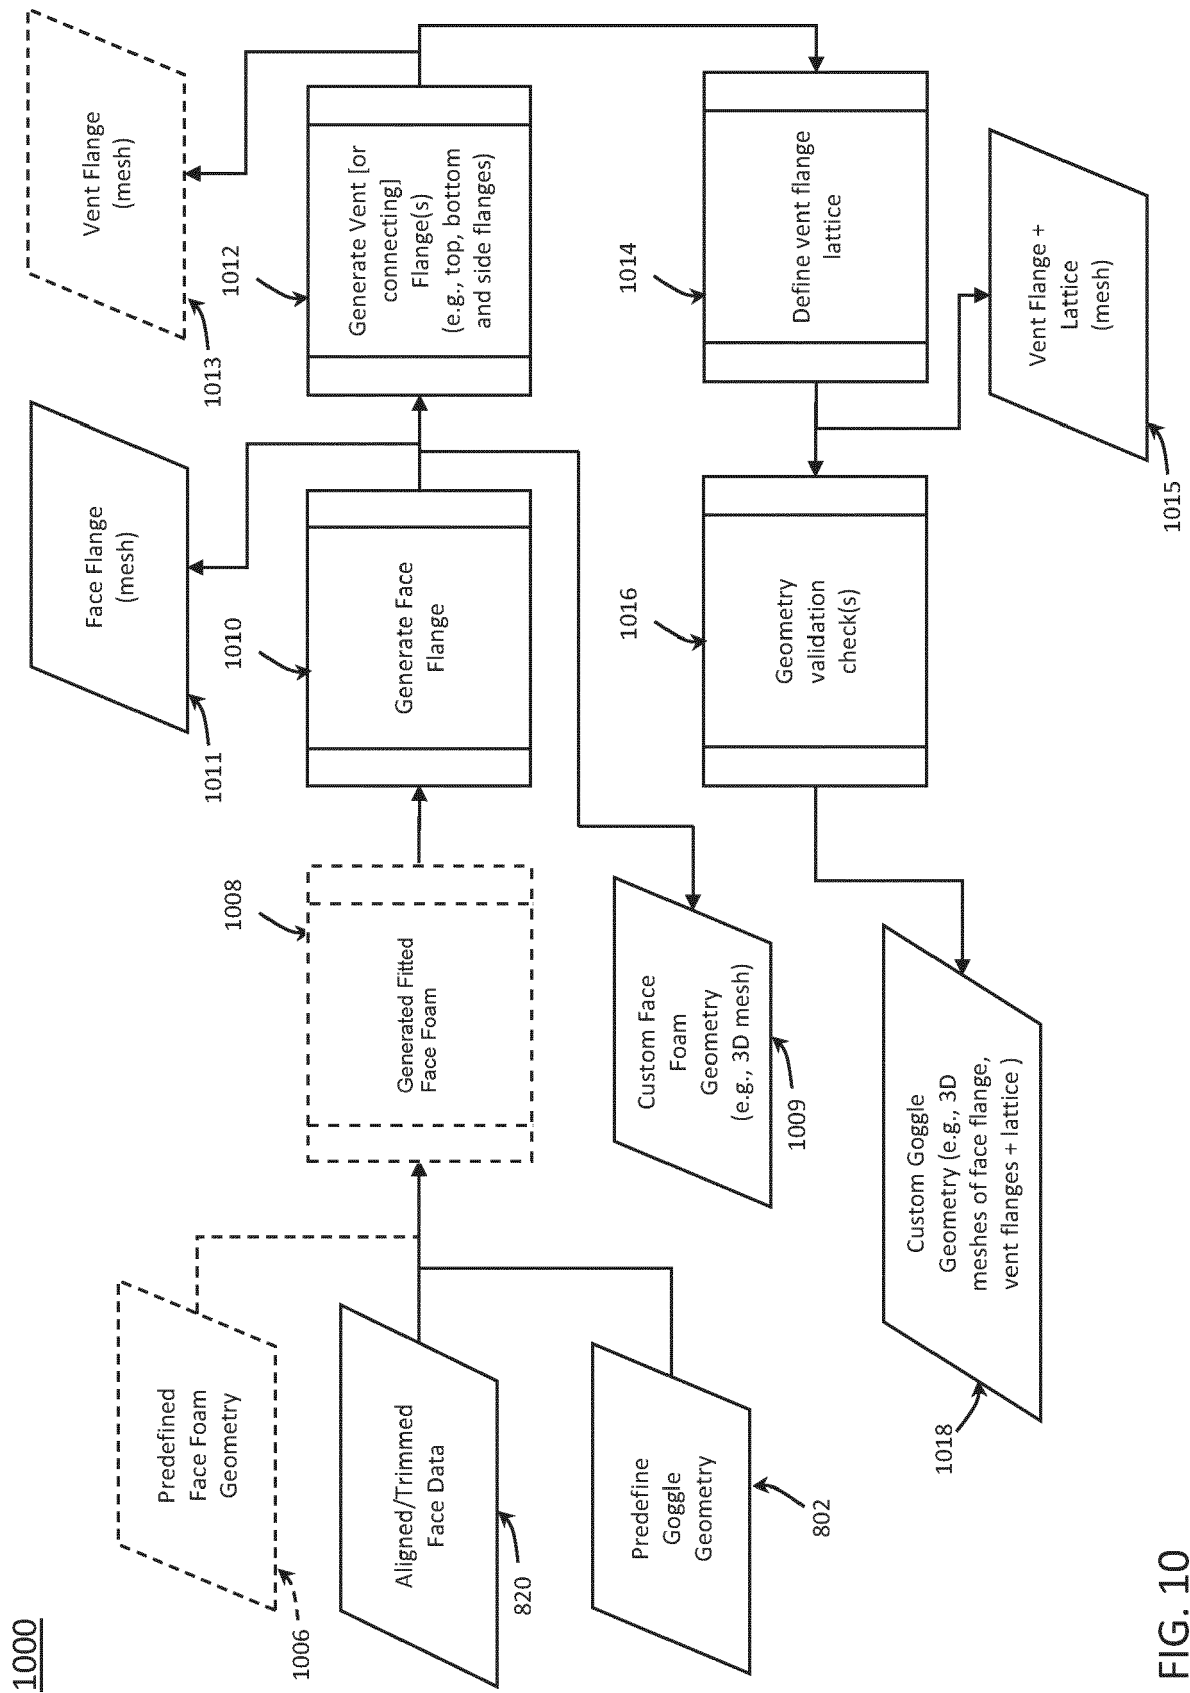 1000
Predefined
Face Foam
Geometry
1006
Aligned/Trimmed
Face Data
820
Predefine
Goggle
Geometry
802
Generated Fitted
Face Foam
1008
Custom Face
Foam
Geometry
(e.g., 3D mesh)
1009
Generate Face
Flange
1010
Face Flange
(mesh)
1011
Generate Vent [or
connecting]
Flange(s)
(e.g., top, bottom
and side flanges)
1012
Vent Flange
(mesh)
1013
Define vent flange
lattice
1014
Vent Flange +
Lattice
(mesh)
1015
Geometry
validation
check(s)
1016
Custom Goggle
Geometry (e.g., 3D
meshes of face flange,
vent flanges + lattice )
1018
FIG. 10